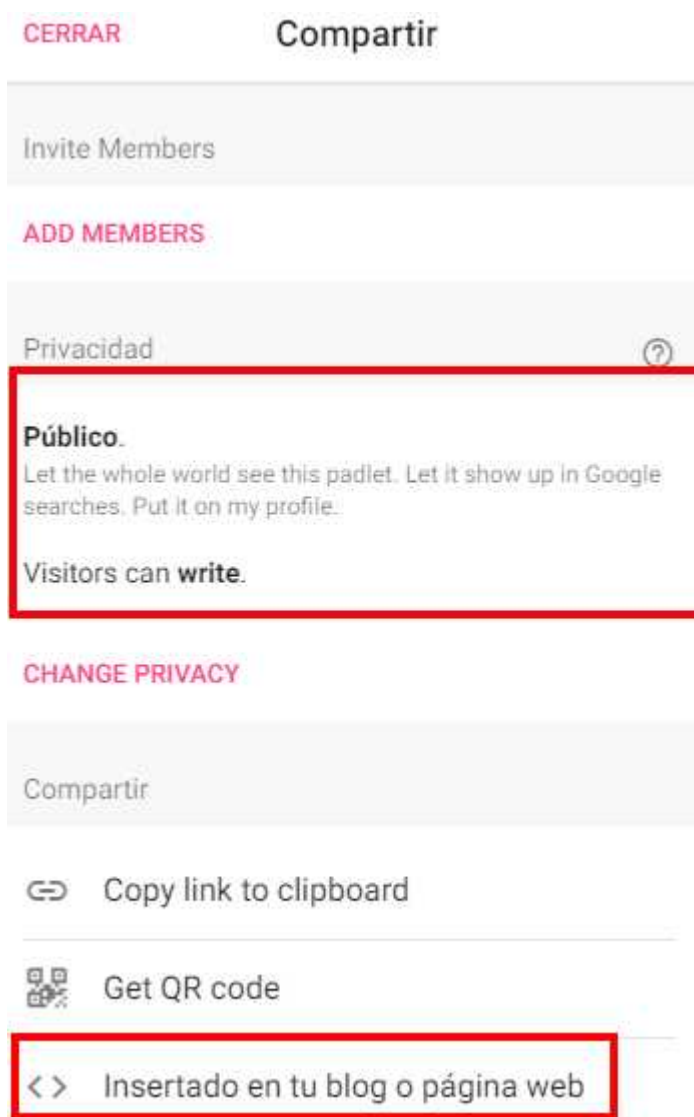 CERRAR Compartir
Invite Members
ADD MEMBERS
Privacidad
Público.
Let the whole world see this padlet. Let it show up in Google
searches. Put it on my profile.
Visitors can write.
CHANGE PRIVACY
Compartir
Copy link to clipboard
Get QR code
Insertado en tu blog o página web